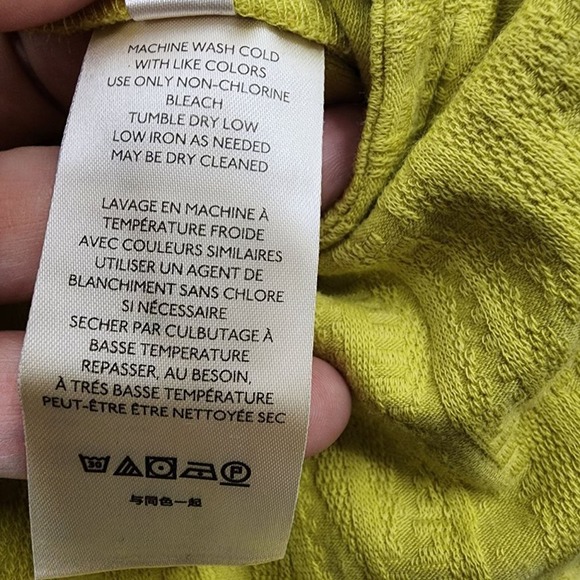 MACHINE WASH COLD
WITH LIKE COLORS
USE ONLY NON-CHLORINE
BLEACH
TUMBLE DRY LOW
LOW IRON AS NEEDED
MAY BE DRY CLEANED
LAVAGE EN MACHINE À
TEMPÉRATURE FROIDE
AVEC COULEURS SIMILAIRES
UTILISER UN AGENT DE
BLANCHIMENT SANS CHLORE
SI NÉCESSAIRE
SECHER PAR CULBUTAGE À
BASSE TEMPERATURE
REPASSER, AU BESOIN,
À TRÉS BASSE TEMPÉRATURE
PEUT-ÊTRE ÊTRE NETTOYÉE SEC
30 P
与同色一起